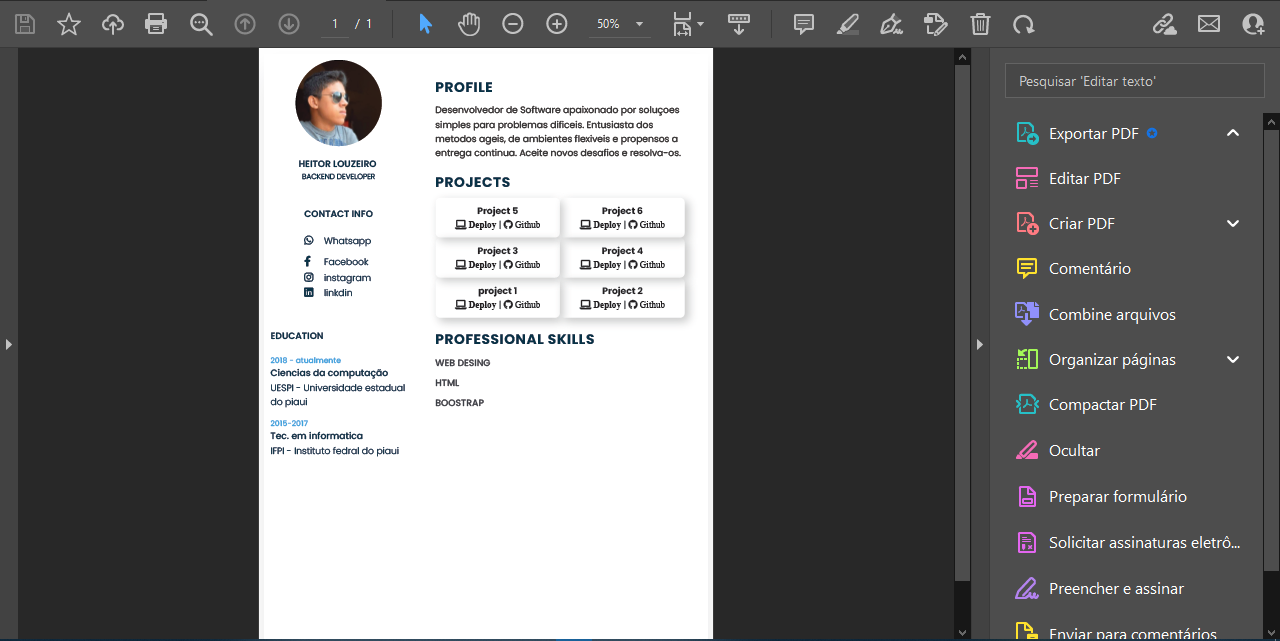 1 / 1
50%
HEITOR LOUZEIRO
BACKEND DEVELOPER
CONTACT INFO
Whatsapp
Facebook
instagram
linkdin
EDUCATION
2018 - atualmente
Ciencias da computação
UESPI - Universidade estadual
do piaui
2015-2017
Tec. em informatica
IFPI - Instituto fedral do piaui
PROFILE
Desenvolvedor de Software apaixonado por soluçoes
simples para problemas dificeis. Entusiasta dos
metodos ageis, de ambientes flexiveis e propensos a
entrega continua. Aceite novos desafios e resolva-os.
PROJECTS
Project 5
Deploy | Github
Project 6
Deploy | Github
Project 3
Deploy | Github
Project 4
Deploy | Github
project 1
Deploy | Github
Project 2
Deploy | Github
PROFESSIONAL SKILLS
WEB DESING
HTML
BOOSTRAP
Pesquisar 'Editar texto'
Exportar PDF
Editar PDF
Criar PDF
Comentário
Combine arquivos
Organizar páginas
Compactar PDF
Ocultar
Preparar formulário
Solicitar assinaturas eletrô...
Preencher e assinar
Enviar para comentários